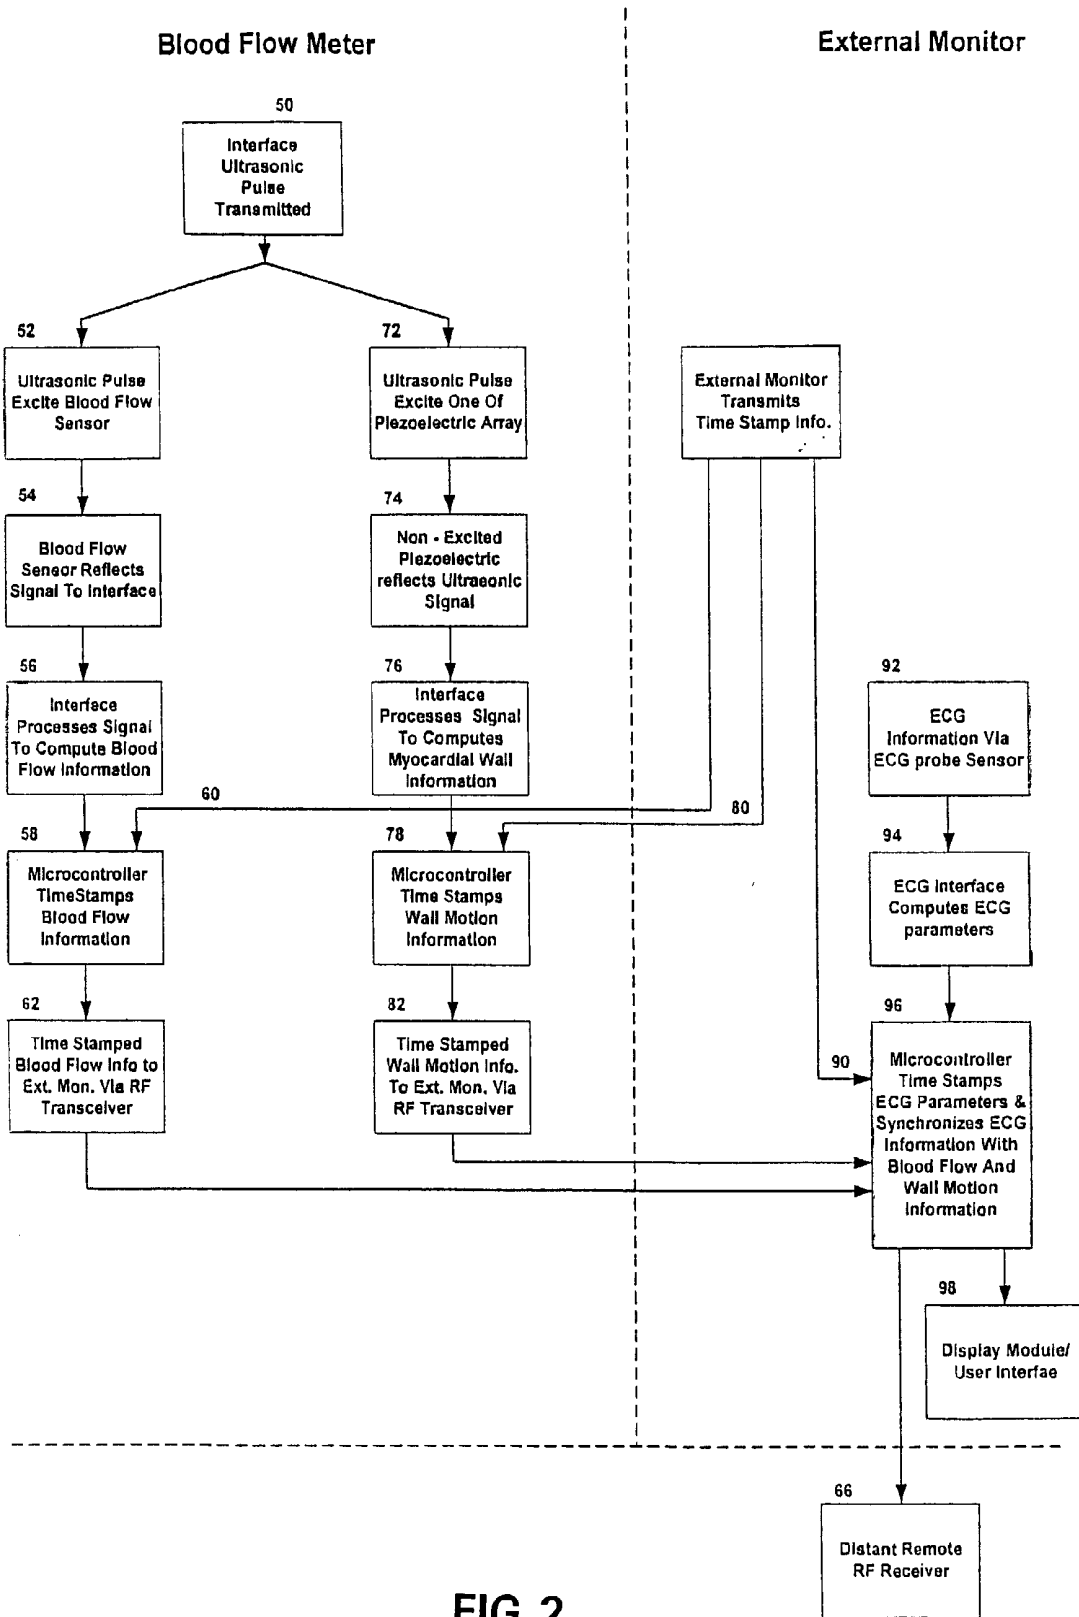 Blood Flow Meter
External Monitor
50
Interface
Ultrasonic
Pulse
Transmitted
52
Ultrasonic Pulse
Excite Blood Flow
Sensor
72
Ultrasonic Pulse
Excite One Of
Piezoelectric Array
External Monitor
Transmits
Time Stamp Info.
54
Blood Flow
Sensor Reflects
Signal To Interface
74
Non - Excited
Piezoelectric
reflects Ultrasonic
Signal
56
Interface
Processes Signal
To Compute Blood
Flow Information
76
Interface
Processes Signal
To Computes
Myocardial Wall
Information
92
ECG
Information Via
ECG probe Sensor
60
80
58
Microcontroller
TimeStamps
Blood Flow
Information
78
Microcontroller
Time Stamps
Wall Motion
Information
94
ECG Interface
Computes ECG
parameters
62
Time Stamped
Blood Flow Info to
Ext. Mon. Via RF
Transceiver
82
Time Stamped
Wall Motion Info.
To Ext. Mon. Via
RF Transceiver
90
96
Microcontroller
Time Stamps
ECG Parameters &
Synchronizes ECG
Information With
Blood Flow And
Wall Motion
Information
98
Display Module/
User Interfae
66
Distant Remote
RF Receiver
FIG. 2